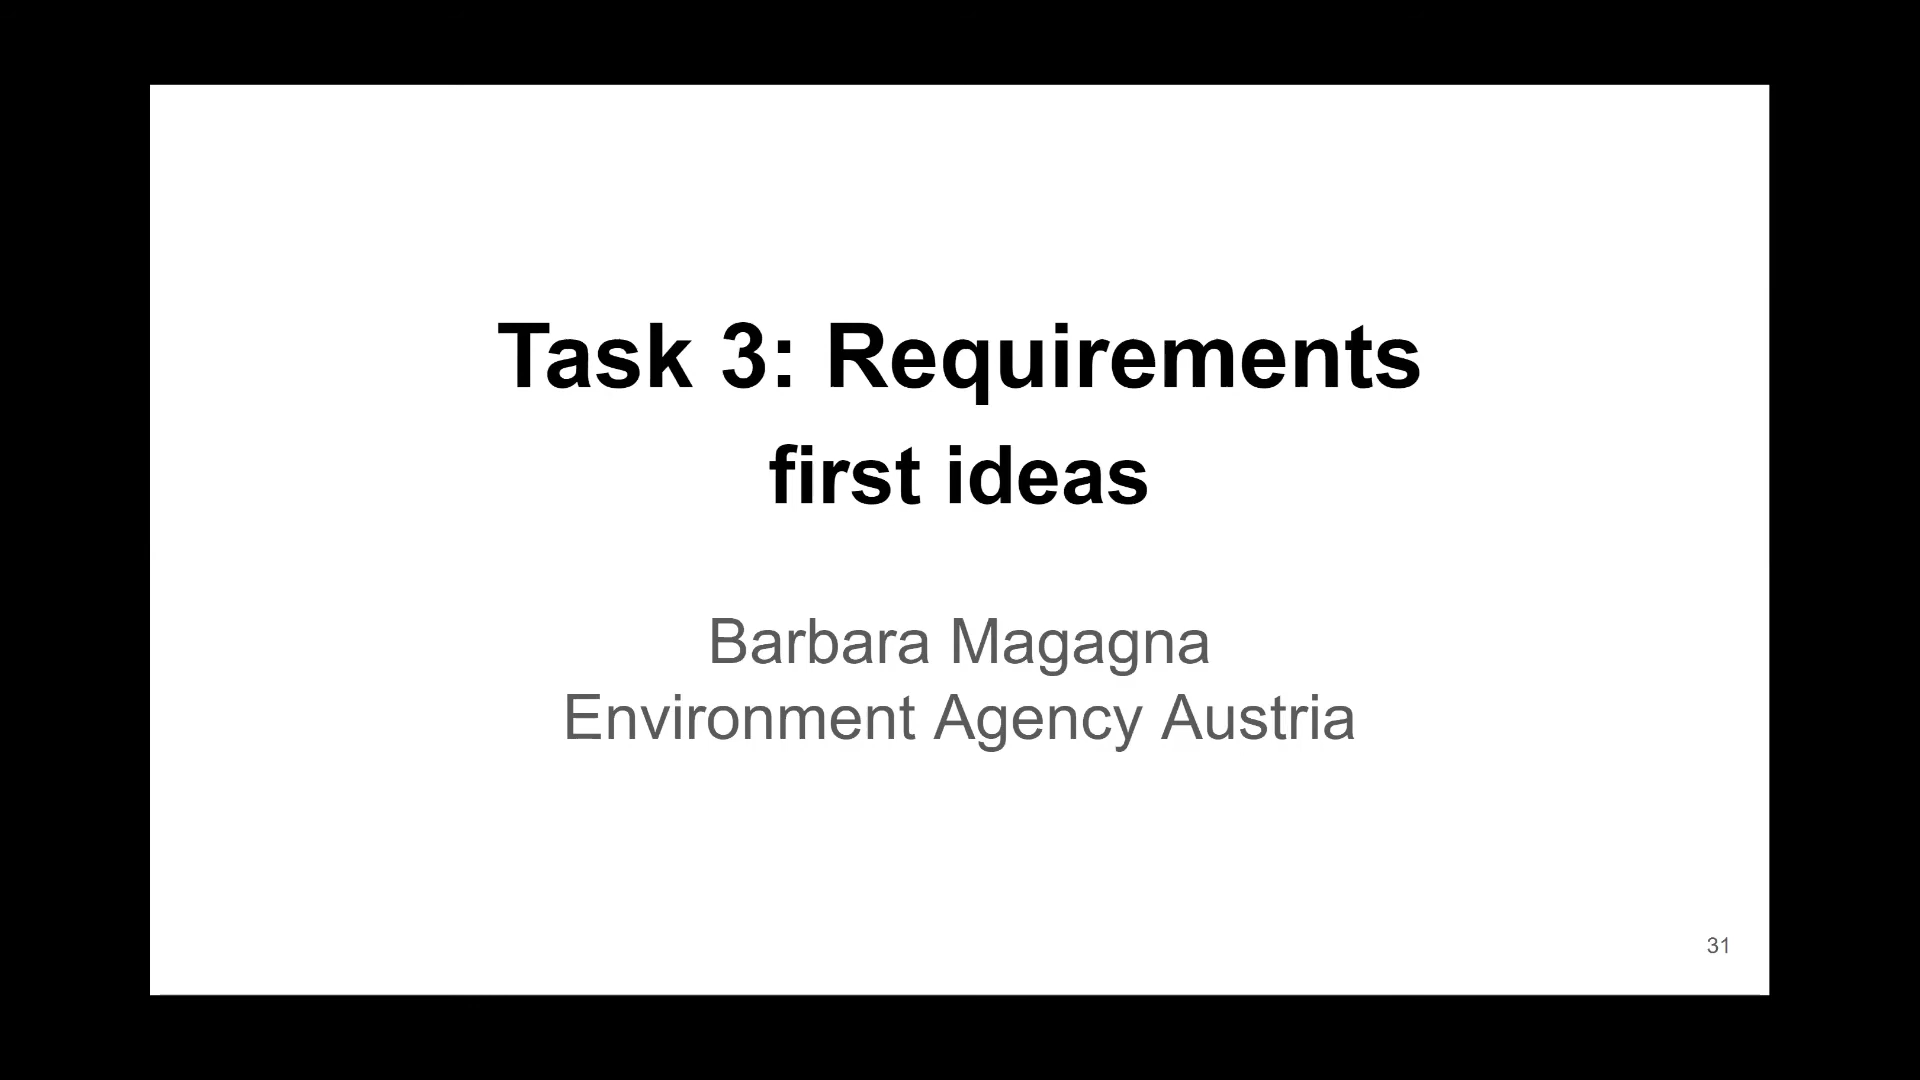 Task 3: Requirements
first ideas
Barbara Magagna
Environment Agency Austria
31